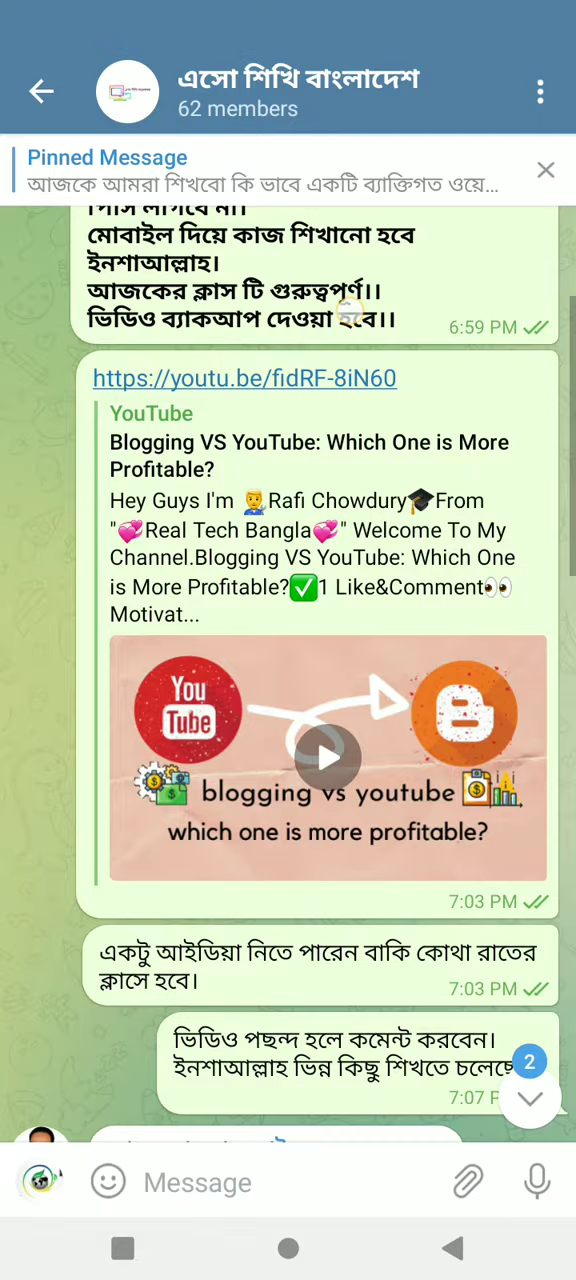 এসো শিখি বাংলাদেশ
62 members
Pinned Message
আজকে আমরা শিখবো কি ভাবে একটি ব্যাক্তিগত ওয়ে...
পিসি লাগবে না।
মোবাইল দিয়ে কাজ শিখানো হবে
ইনশাআল্লাহ।
আজকের ক্লাস টি গুরুত্বপূর্ণ।।
ভিডিও ব্যাকআপ দেওয়া হবে।।
6:59 PM
https://youtu.be/fidRF-8iN60
YouTube
Blogging VS YouTube: Which One is More
Profitable?
Hey Guys I'm 👨‍🎓Rafi Chowdury🎓From
"💞Real Tech Bangla💞" Welcome To My
Channel.Blogging VS YouTube: Which One
is More Profitable?✅1 Like&Comment👀
Motivat...
You
Tube
blogging vs youtube
which one is more profitable?
7:03 PM
একটু আইডিয়া নিতে পারেন বাকি কোথা রাতের
ক্লাসে হবে।
7:03 PM
ভিডিও পছন্দ হলে কমেন্ট করবেন।
ইনশাআল্লাহ ভিন্ন কিছু শিখতে চলেছে
2
7:07 P
Message